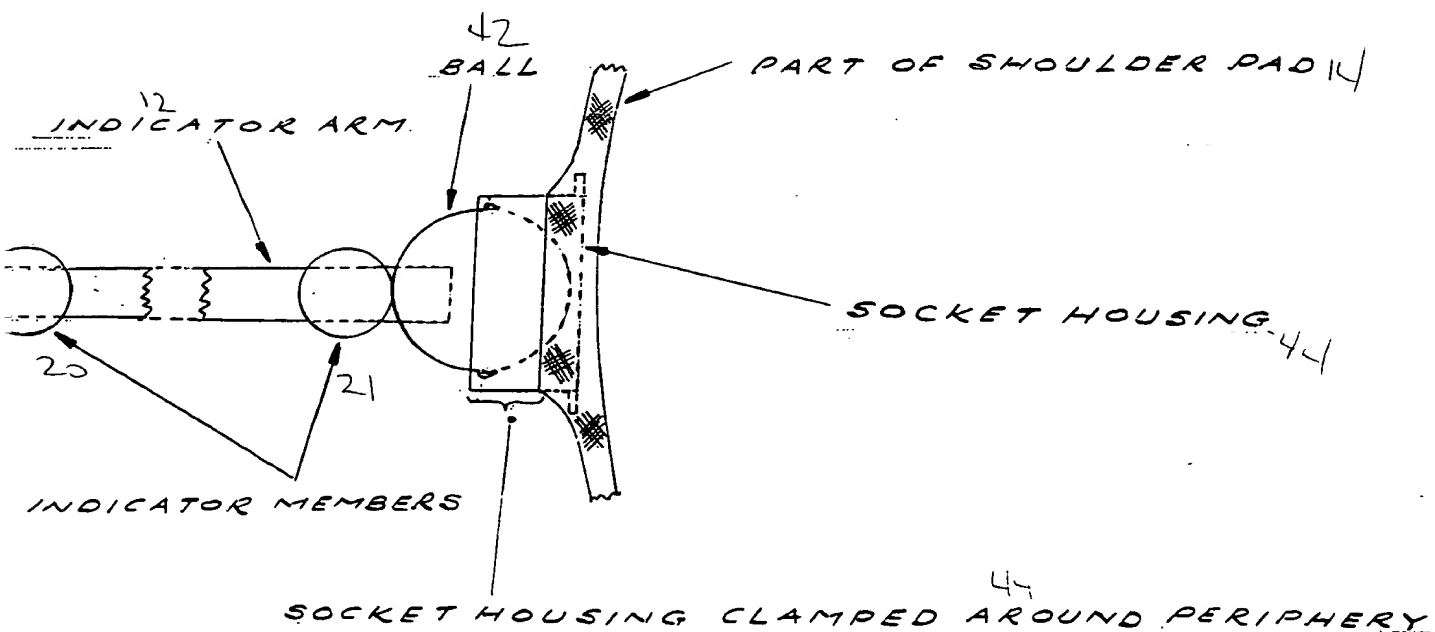 42
BALL
PART OF SHOULDER PAD 14
12
INDICATOR ARM.
SOCKET HOUSING 44
20
21
INDICATOR MEMBERS
44
SOCKET HOUSING CLAMPED AROUND PERIPHERY